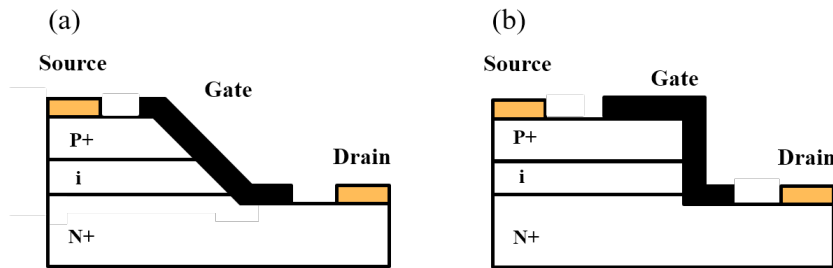 (a)
Source
Gate
P+
i
Drain
N+
(b)
Source
Gate
P+
i
Drain
N+